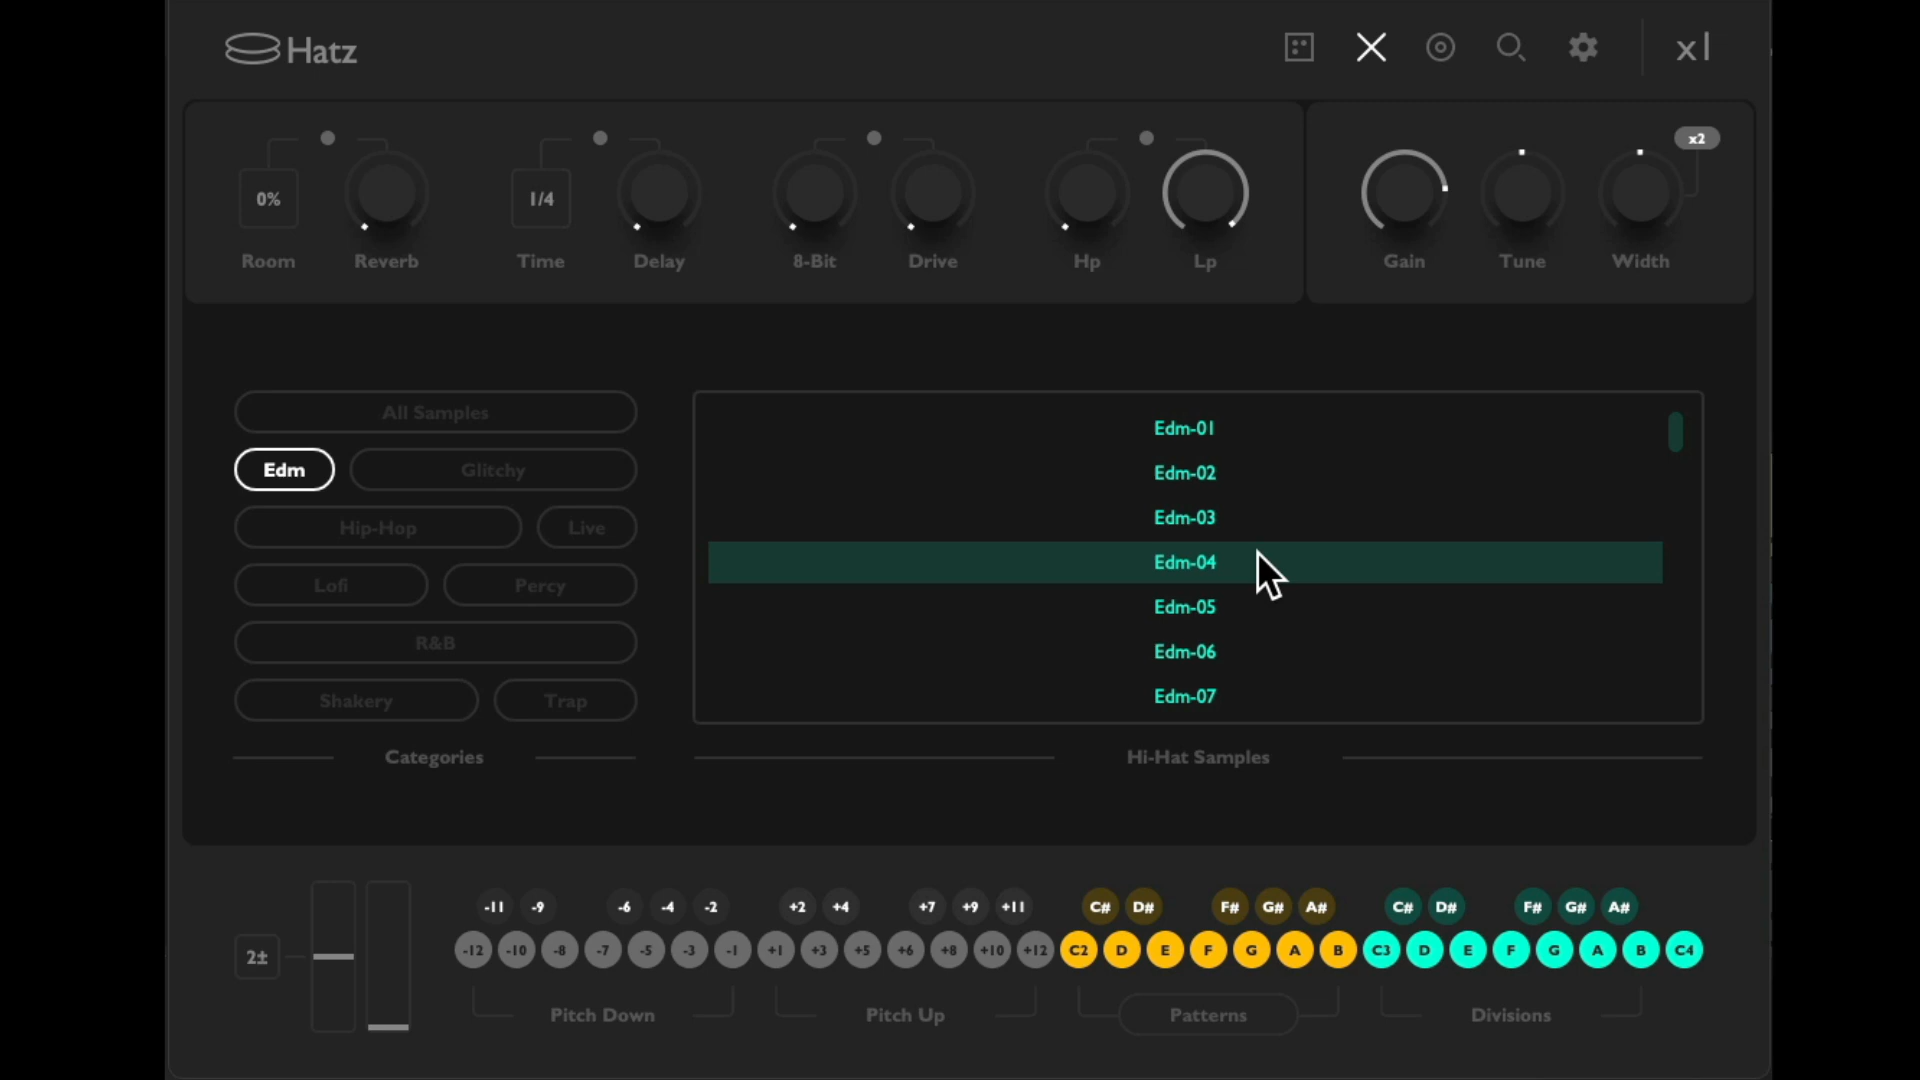 Hatz
xl
x2
0%
1/4
Room
Reverb
Time
Delay
8-Bit
Drive
Hp
Lp
Gain
Tune
Width
All Samples
Edm
Glitchy
Hip-Hop
Live
Lofi
Percy
R&B
Shakery
Trap
Categories
Edm-01
Edm-02
Edm-03
Edm-04
Edm-05
Edm-06
Edm-07
Hi-Hat Samples
-11 -9 -6 -4 -2 +2 +4 +7 +9 +11 C# D# F# G# A# C# D# F# G# A#
2±
-12 -10 -8 -7 -5 -3 -1 +1 +3 +5 +6 +8 +10 +12 C2 D E F G A B C3 D E F G A B C4
Pitch Down
Pitch Up
Patterns
Divisions